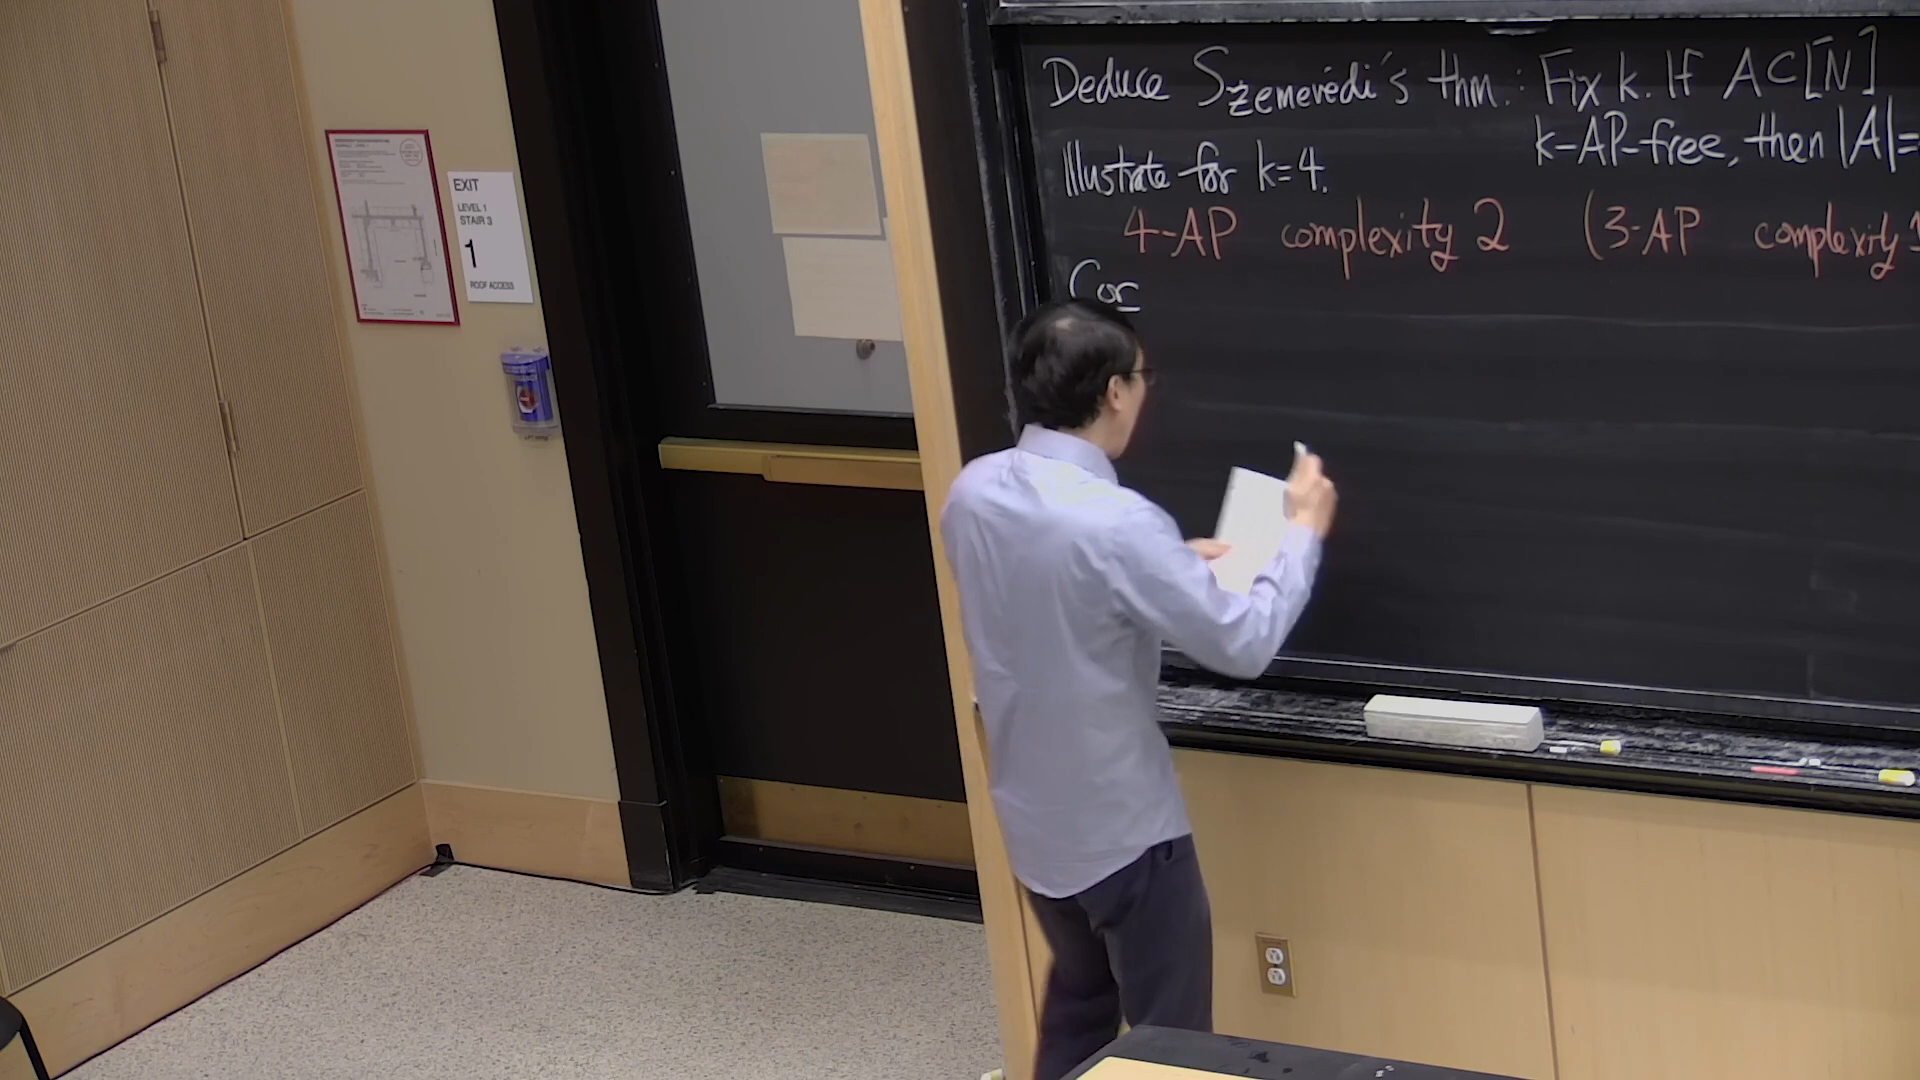 EXIT
LEVEL 1
STAIR 3
1
ROOF ACCESS
Deduce Szemerédi's thm.: Fix k. If A⊂[N]
k-AP-free, then |A|=
Illustrate for k=4.
4-AP complexity 2 (3-AP complexity 1
Cor